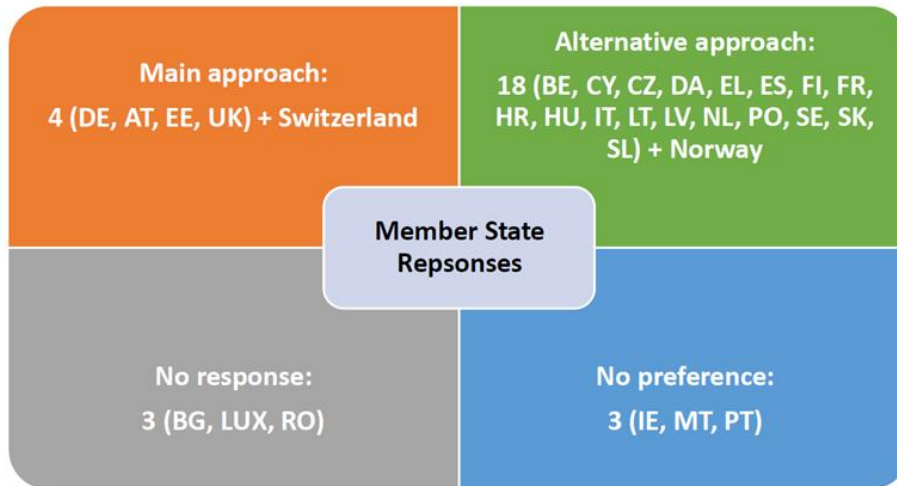 Main approach:
4 (DE, AT, EE, UK) + Switzerland
Alternative approach:
18 (BE, CY, CZ, DA, EL, ES, FI, FR,
HR, HU, IT, LT, LV, NL, PO, SE, SK,
SL) + Norway
Member State
Repsonses
No response:
3 (BG, LUX, RO)
No preference:
3 (IE, MT, PT)